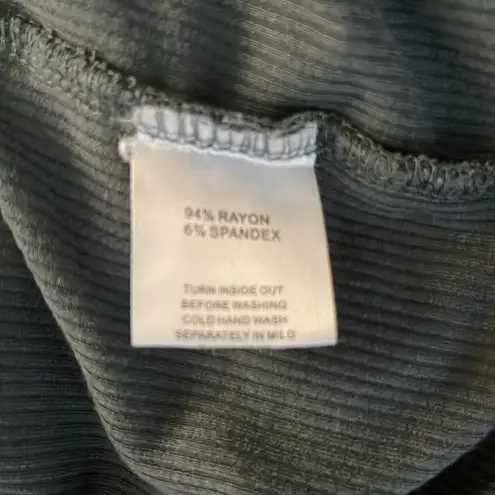 94% RAYON
6% SPANDEX
TURN INSIDE OUT
BEFORE WASHING
COLD HAND WASH
SEPARATELY IN MILD